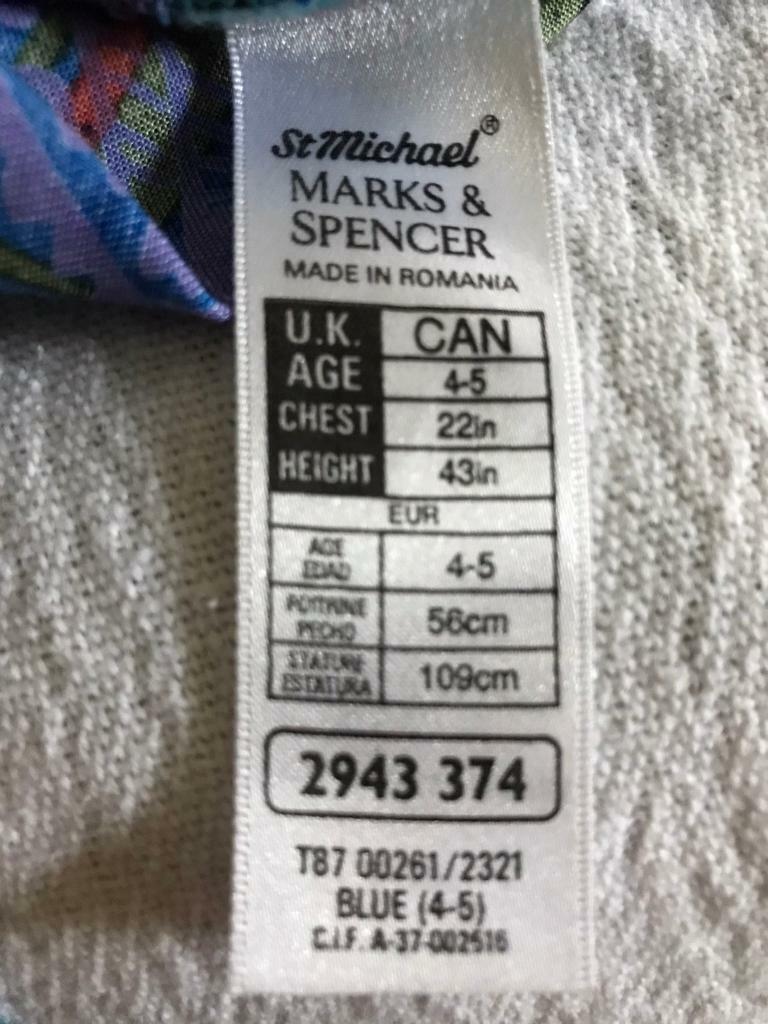 St Michael®
MARKS &
SPENCER
MADE IN ROMANIA
U.K. CAN
AGE 4-5
CHEST 22in
HEIGHT 43in
EUR
AGE
EDAD 4-5
POITRINE
PECHO 56cm
STATURE
ESTATURA 109cm
2943 374
T87 00261/2321
BLUE (4-5)
C.I.F. A-37-002516